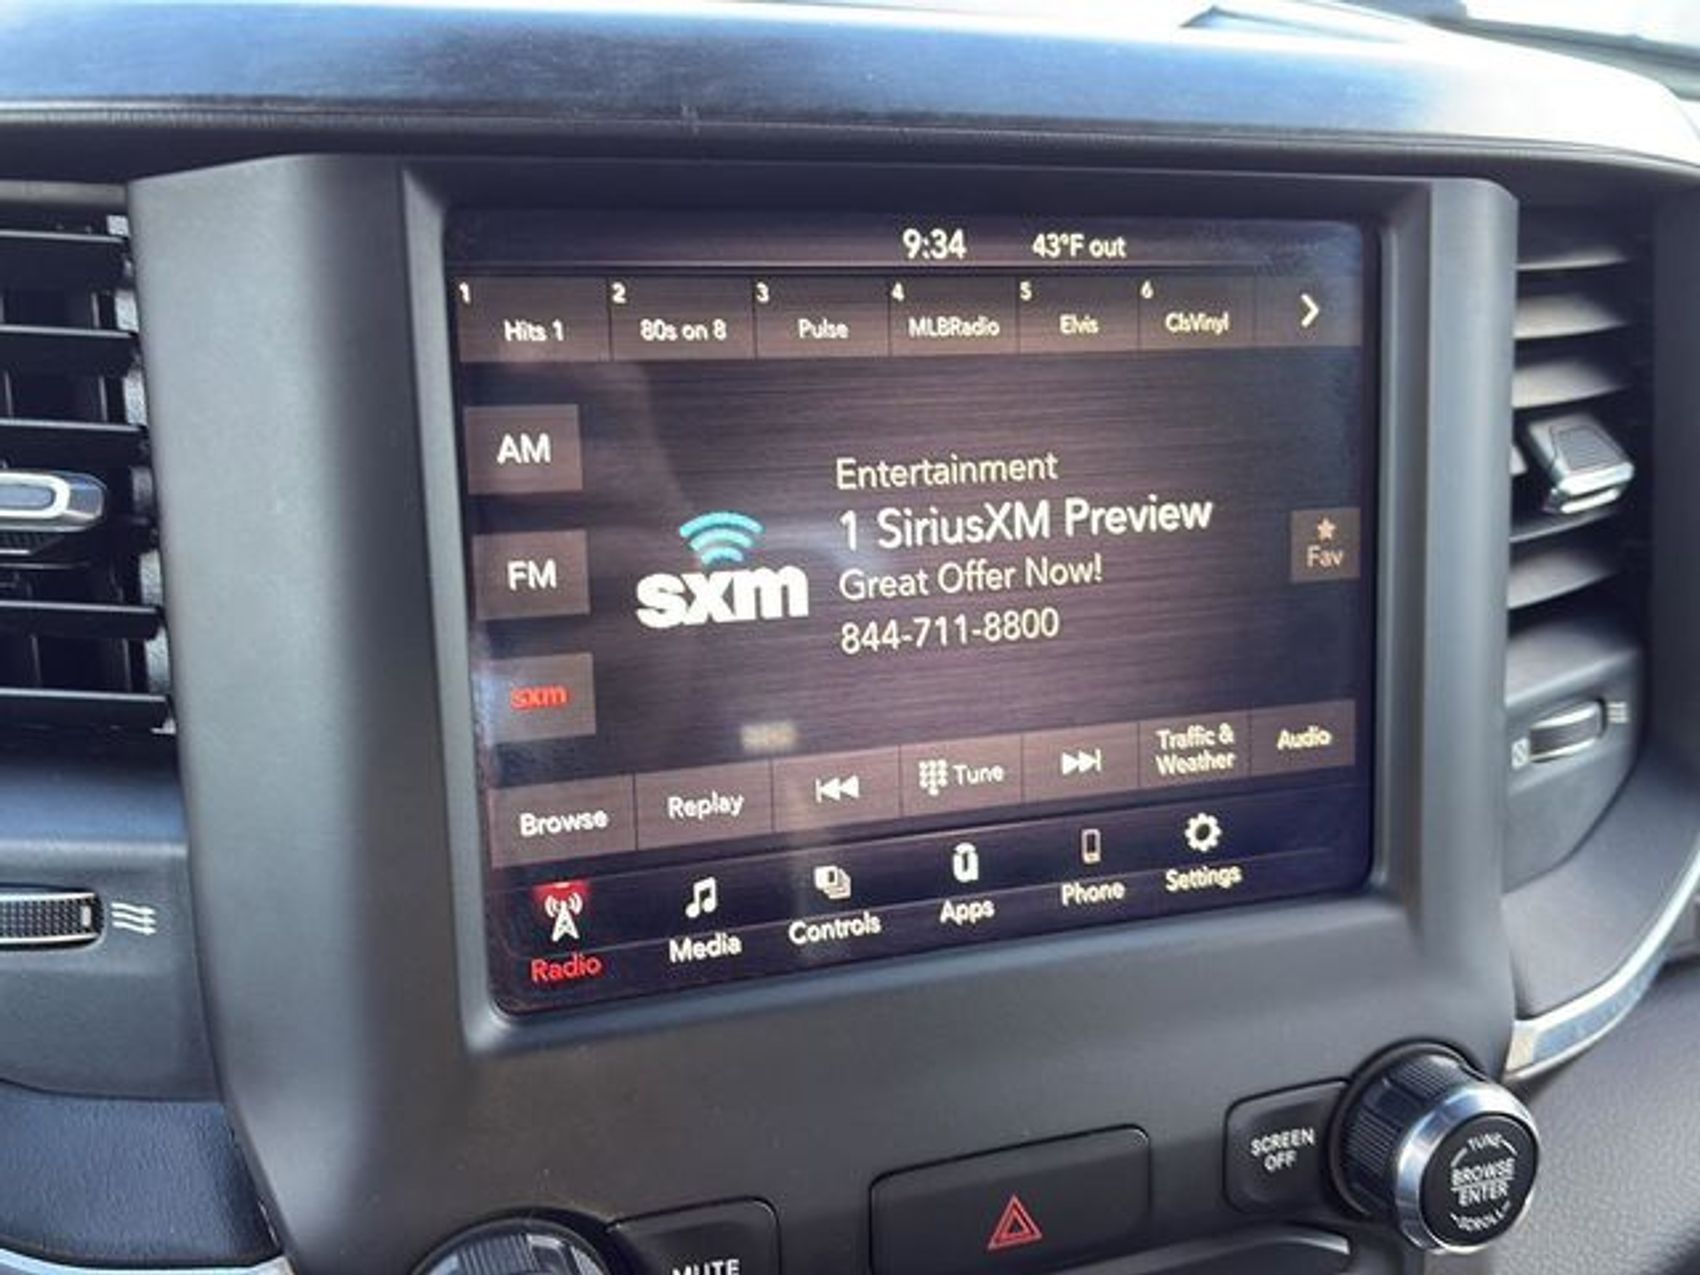 9:34 43°F out
1 2 3 4 5 6
Hits 1 80s on 8 Pulse MLBRadio Elvis ClsVinyl
AM
Entertainment
1 SiriusXM Preview
Great Offer Now!
844-711-8800
sxm
Fav
FM
sxm
Browse Replay Tune Traffic & Weather Audio
Radio Media Controls Apps Phone Settings
SCREEN
OFF
TUNE
BROWSE
ENTER
SCROLL
MUTE